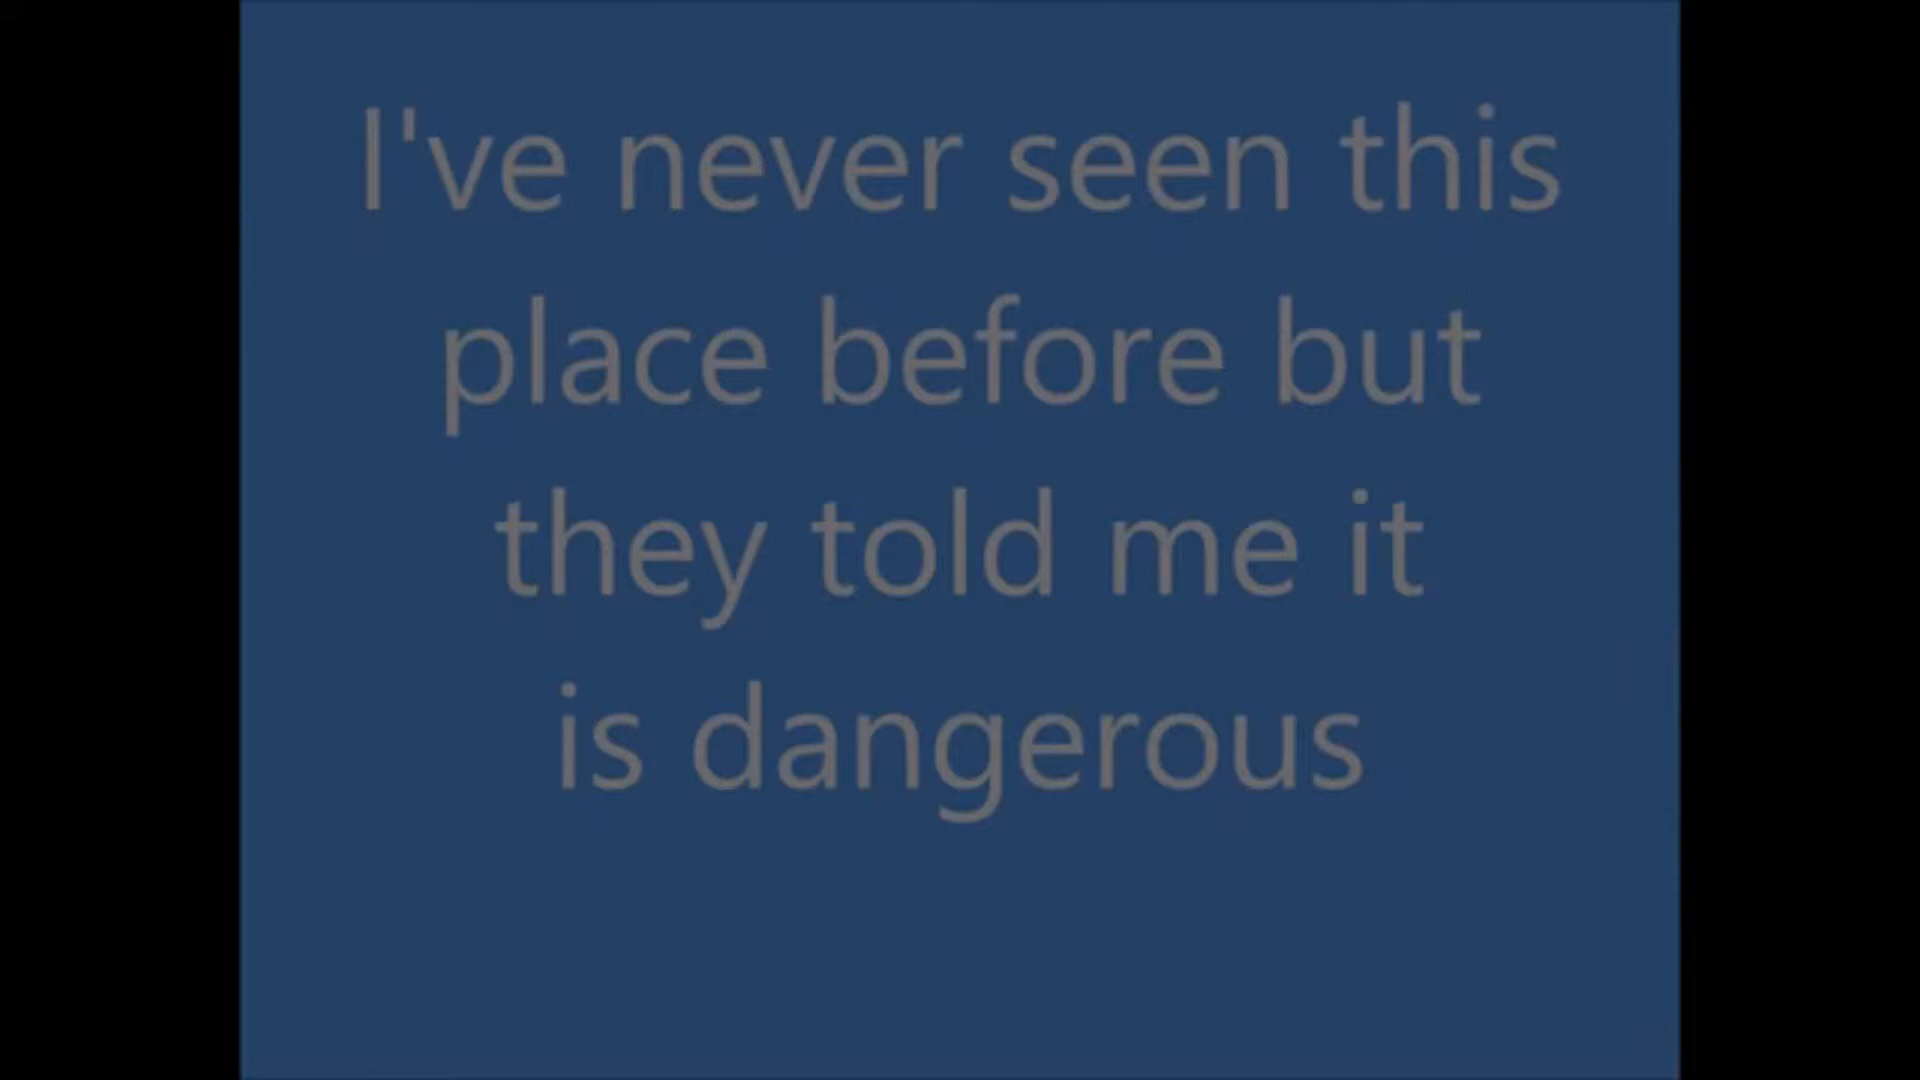 I've never seen this
place before but
they told me it
is dangerous